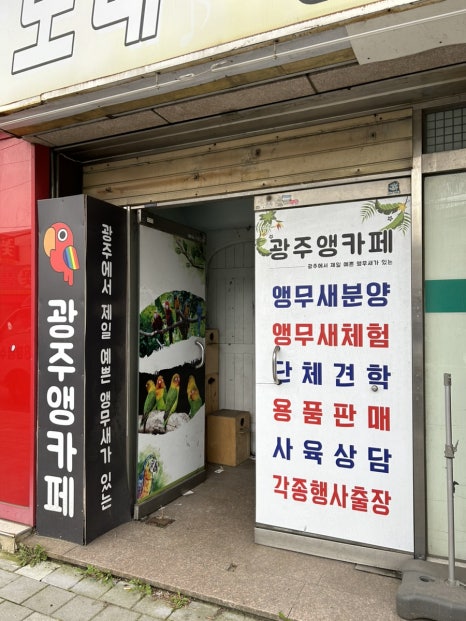 노래
광주앵카페
광주에서 제일 예쁜 앵무새가 있는
광주앵카페
광주에서 제일 예쁜 앵무새가 있는
앵무새분양
앵무새체험
단체견학
용품판매
사육상담
각종행사출장